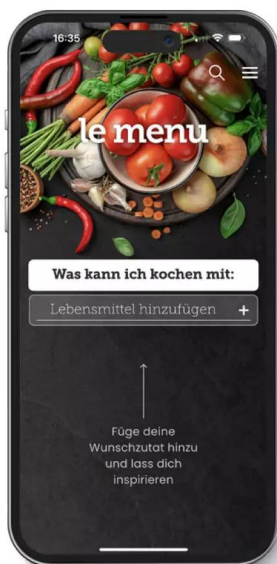 16:35
le menu
Was kann ich kochen mit:
Lebensmittel hinzufügen +
Füge deine
Wunschzutat hinzu
und lass dich
inspirieren